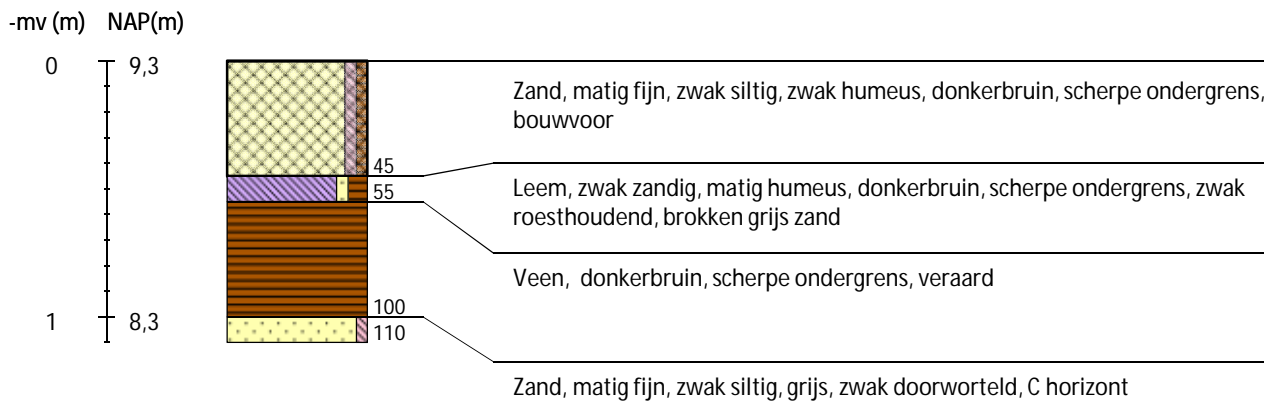 -mv (m) NAP(m)
0 9,3
Zand, matig fijn, zwak siltig, zwak humeus, donkerbruin, scherpe ondergrens,
bouwvoor
45
Leem, zwak zandig, matig humeus, donkerbruin, scherpe ondergrens, zwak
roesthoudend, brokken grijs zand
55
Veen, donkerbruin, scherpe ondergrens, veraard
100
1 8,3
110
Zand, matig fijn, zwak siltig, grijs, zwak doorworteld, C horizont